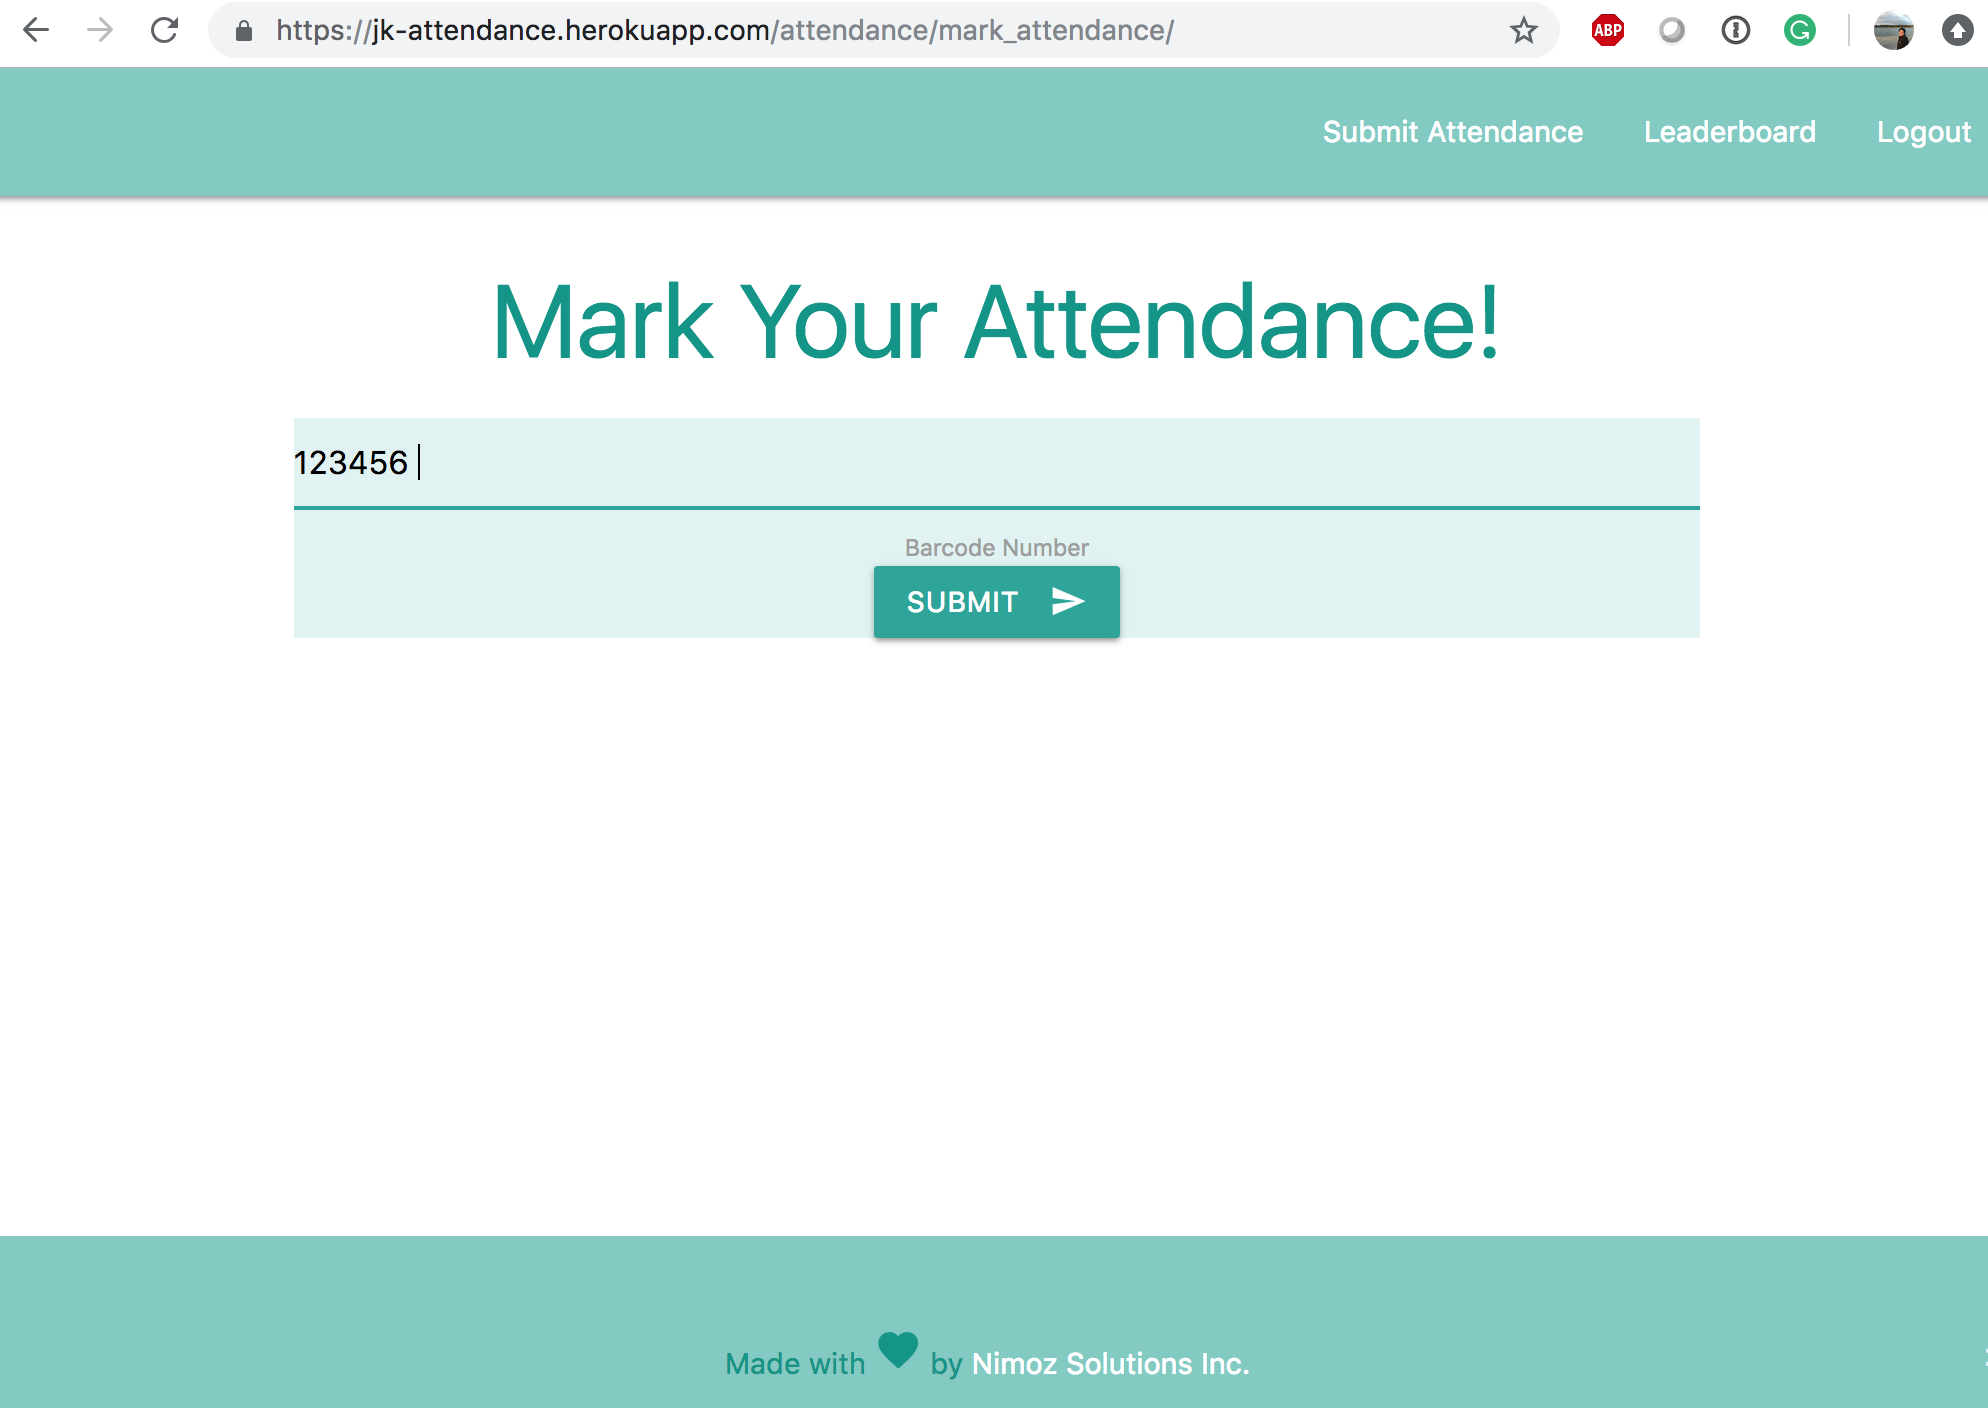 https://jk-attendance.herokuapp.com/attendance/mark_attendance/
ABP
Submit Attendance Leaderboard Logout
Mark Your Attendance!
123456
Barcode Number
SUBMIT
Made with by Nimoz Solutions Inc.